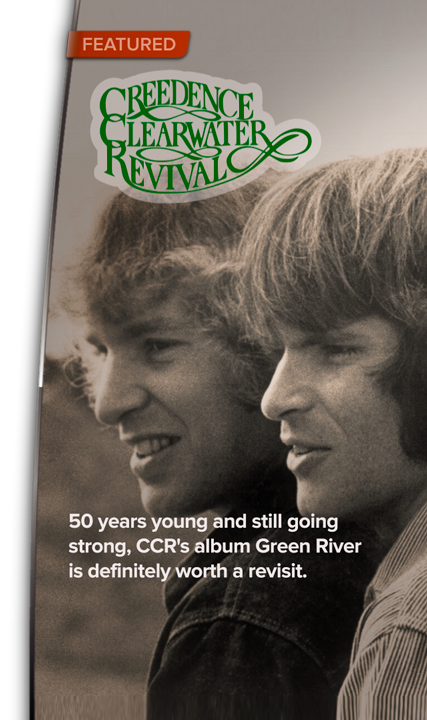 FEATURED
CREEDENCE
CLEARWATER
REVIVAL
50 years young and still going
strong, CCR's album Green River
is definitely worth a revisit.